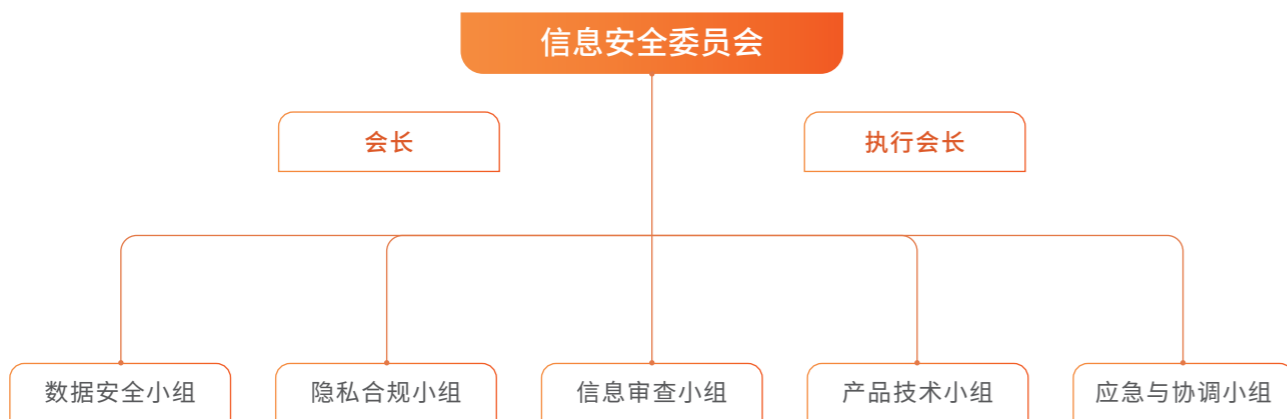 信息安全委员会
会长
执行会长
数据安全小组
隐私合规小组
信息审查小组
产品技术小组
应急与协调小组